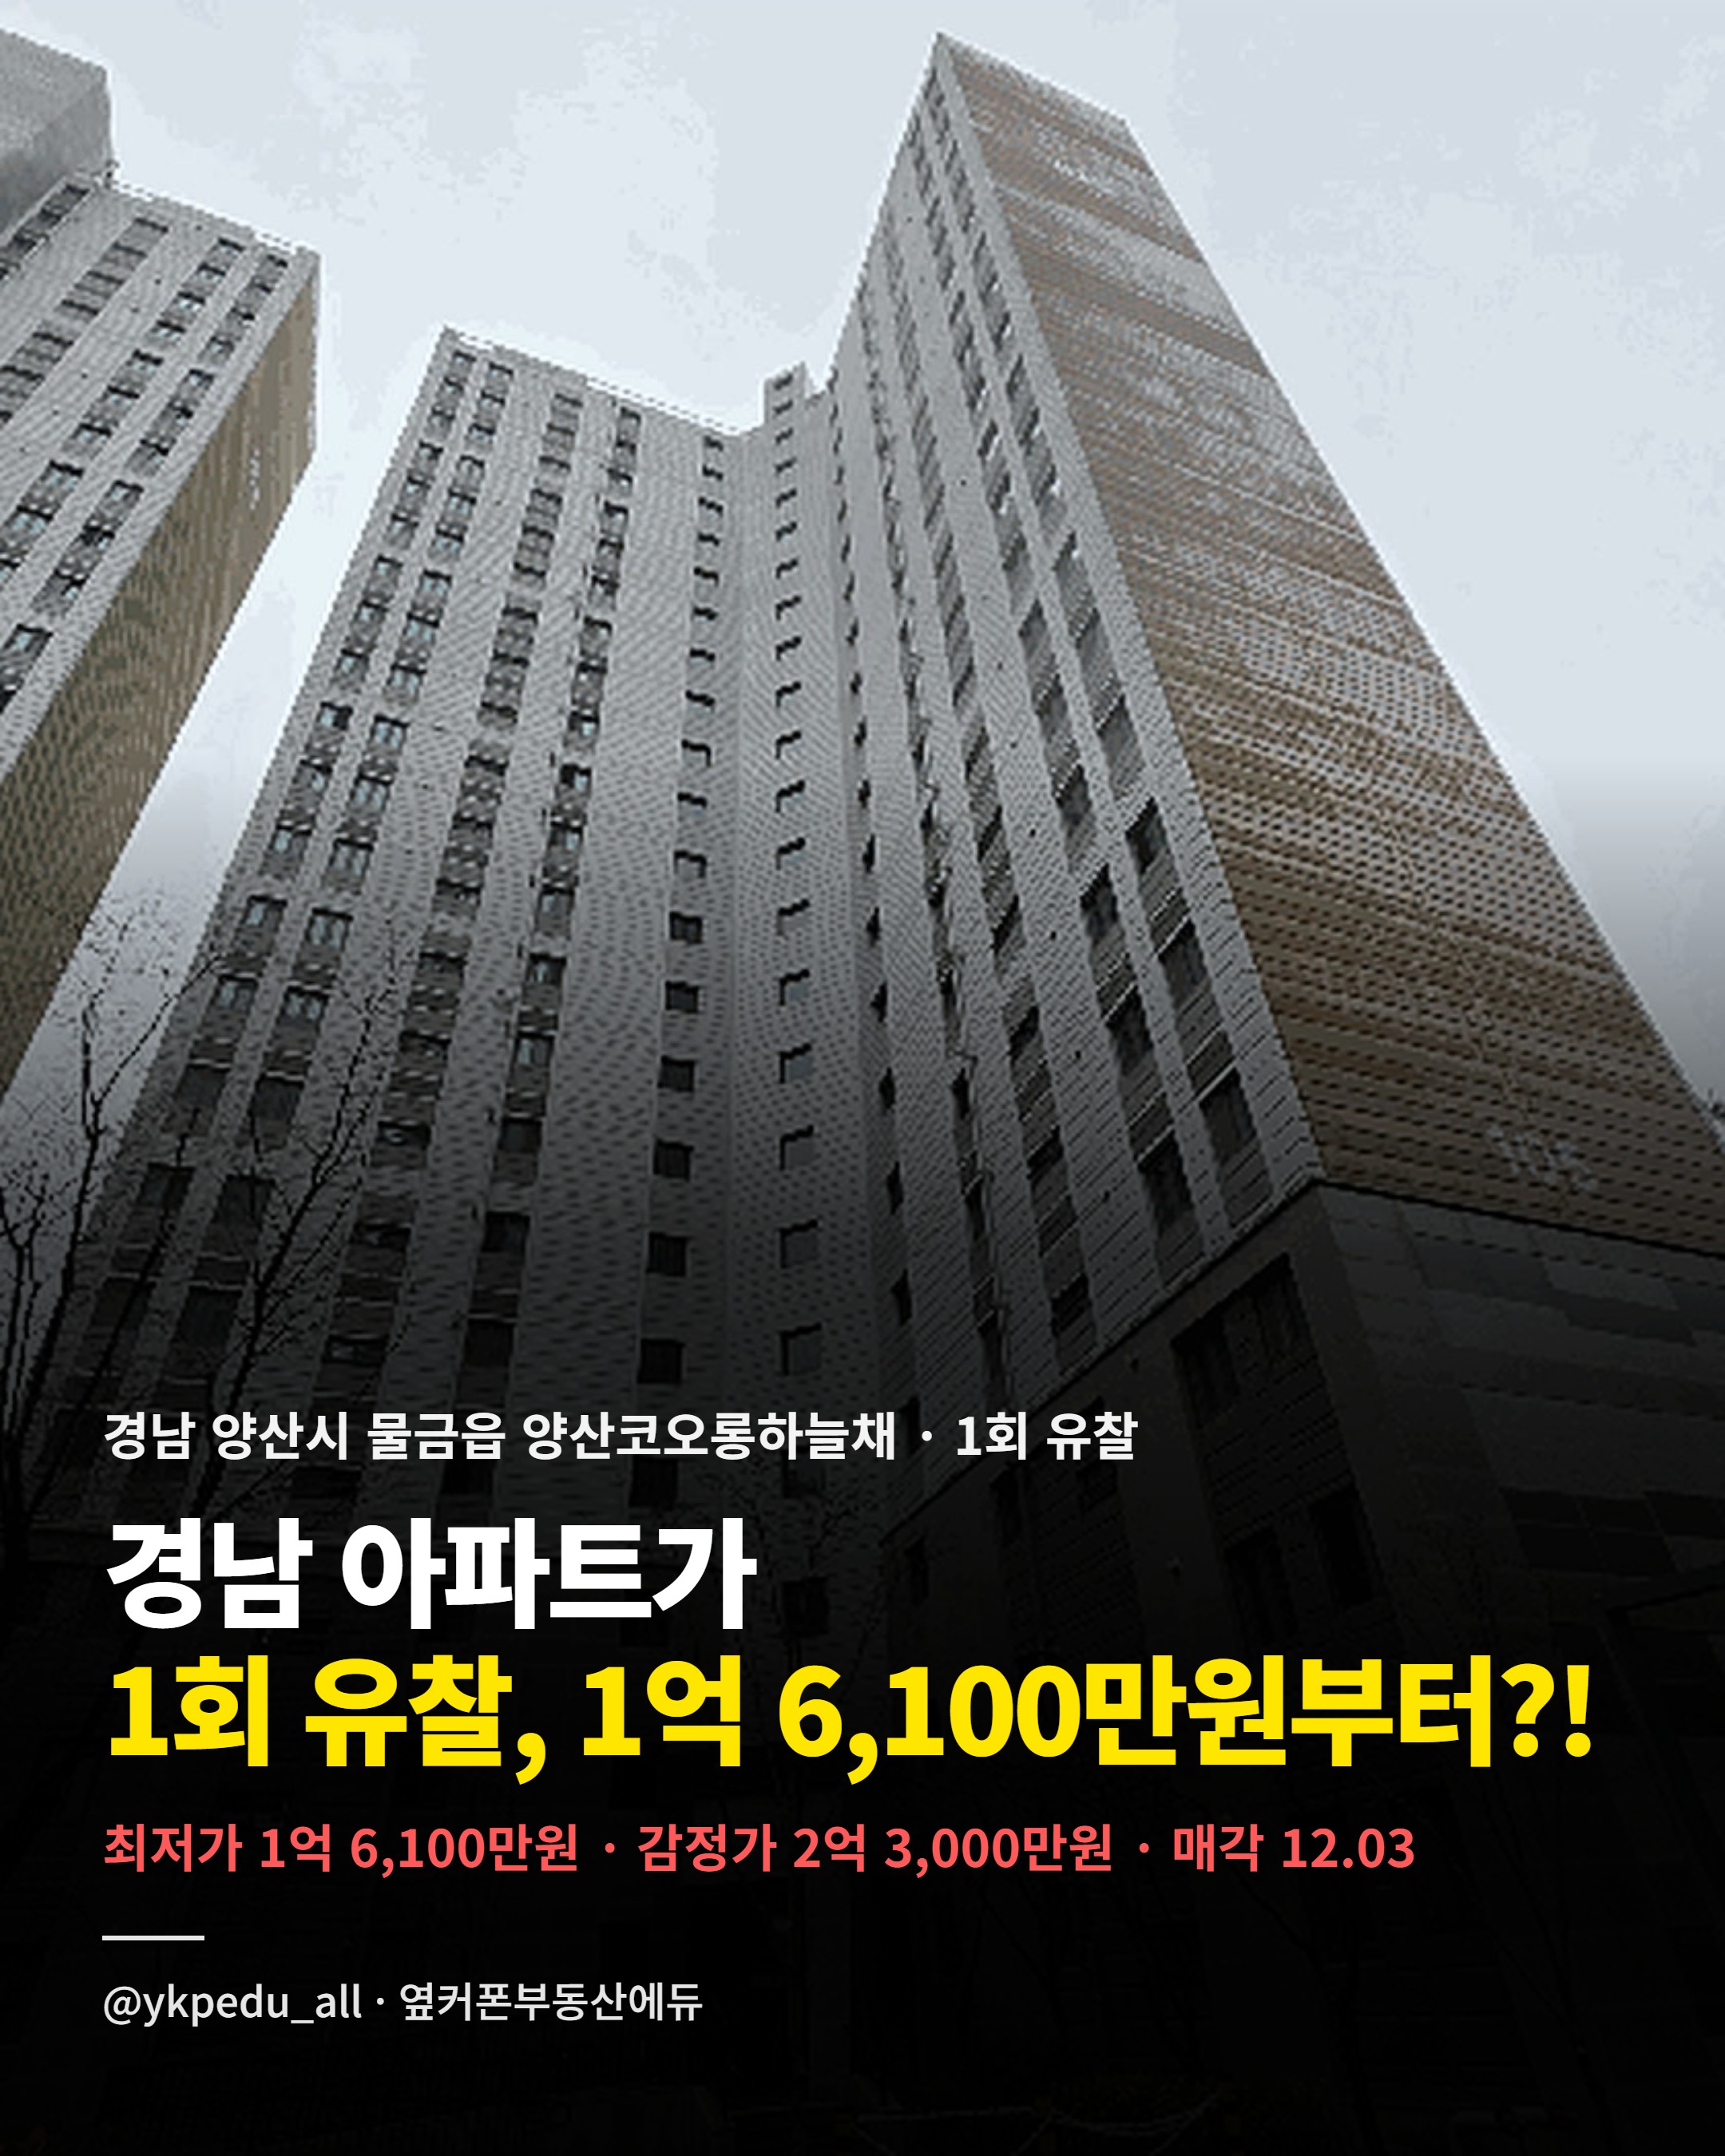 경남 양산시 물금읍 양산코오롱하늘채 · 1회 유찰
경남 아파트가
1회 유찰, 1억 6,100만원부터?!
최저가 1억 6,100만원 · 감정가 2억 3,000만원 · 매각 12.03
@ykpedu_all · 옆커폰부동산에듀